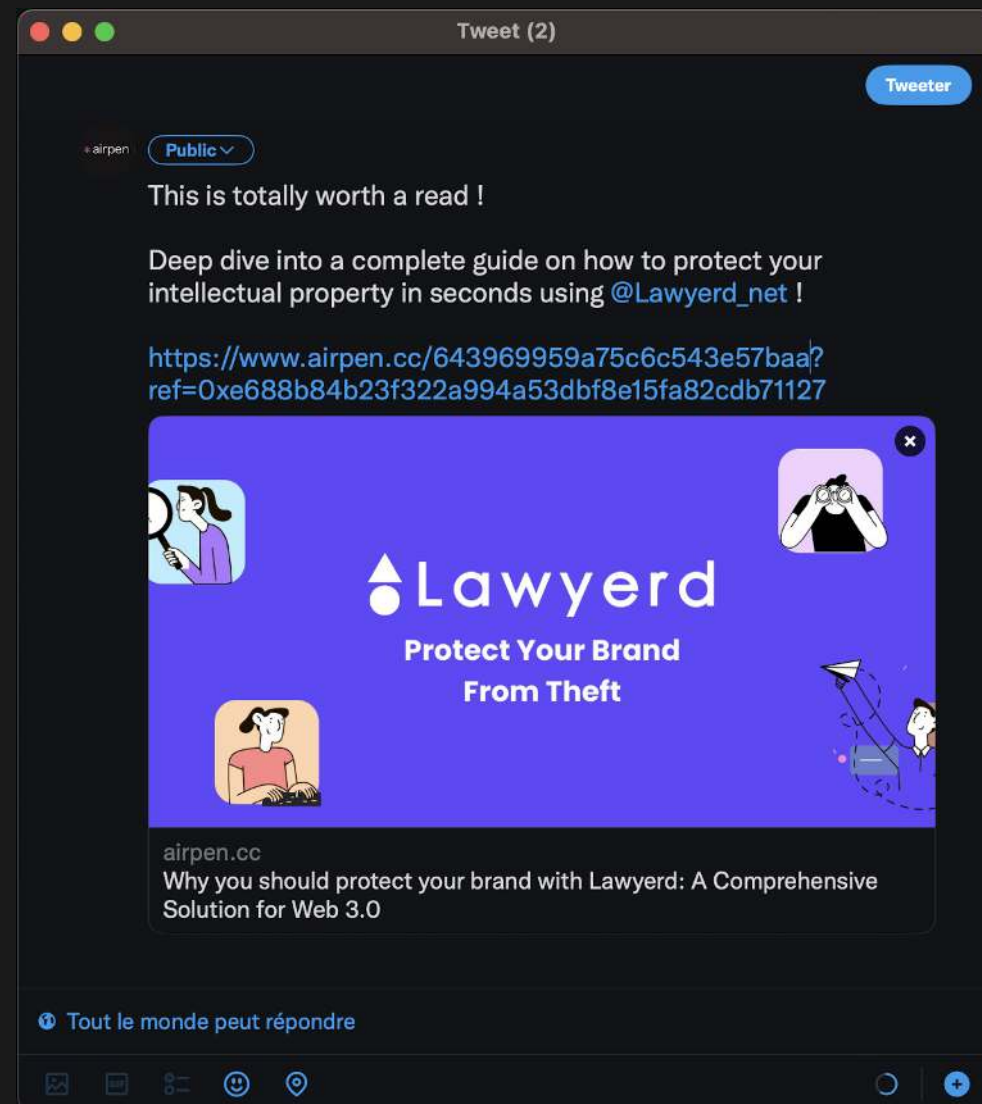 Tweet (2)
Tweeter
airpen
Public
This is totally worth a read !
Deep dive into a complete guide on how to protect your
intellectual property in seconds using @Lawyerd_net !
https://www.airpen.cc/643969959a75c6c543e57baa?
ref=0xe688b84b23f322a994a53dbf8e15fa82cdb71127
Lawyerd
Protect Your Brand
From Theft
airpen.cc
Why you should protect your brand with Lawyerd: A Comprehensive
Solution for Web 3.0
Tout le monde peut répondre
GIF